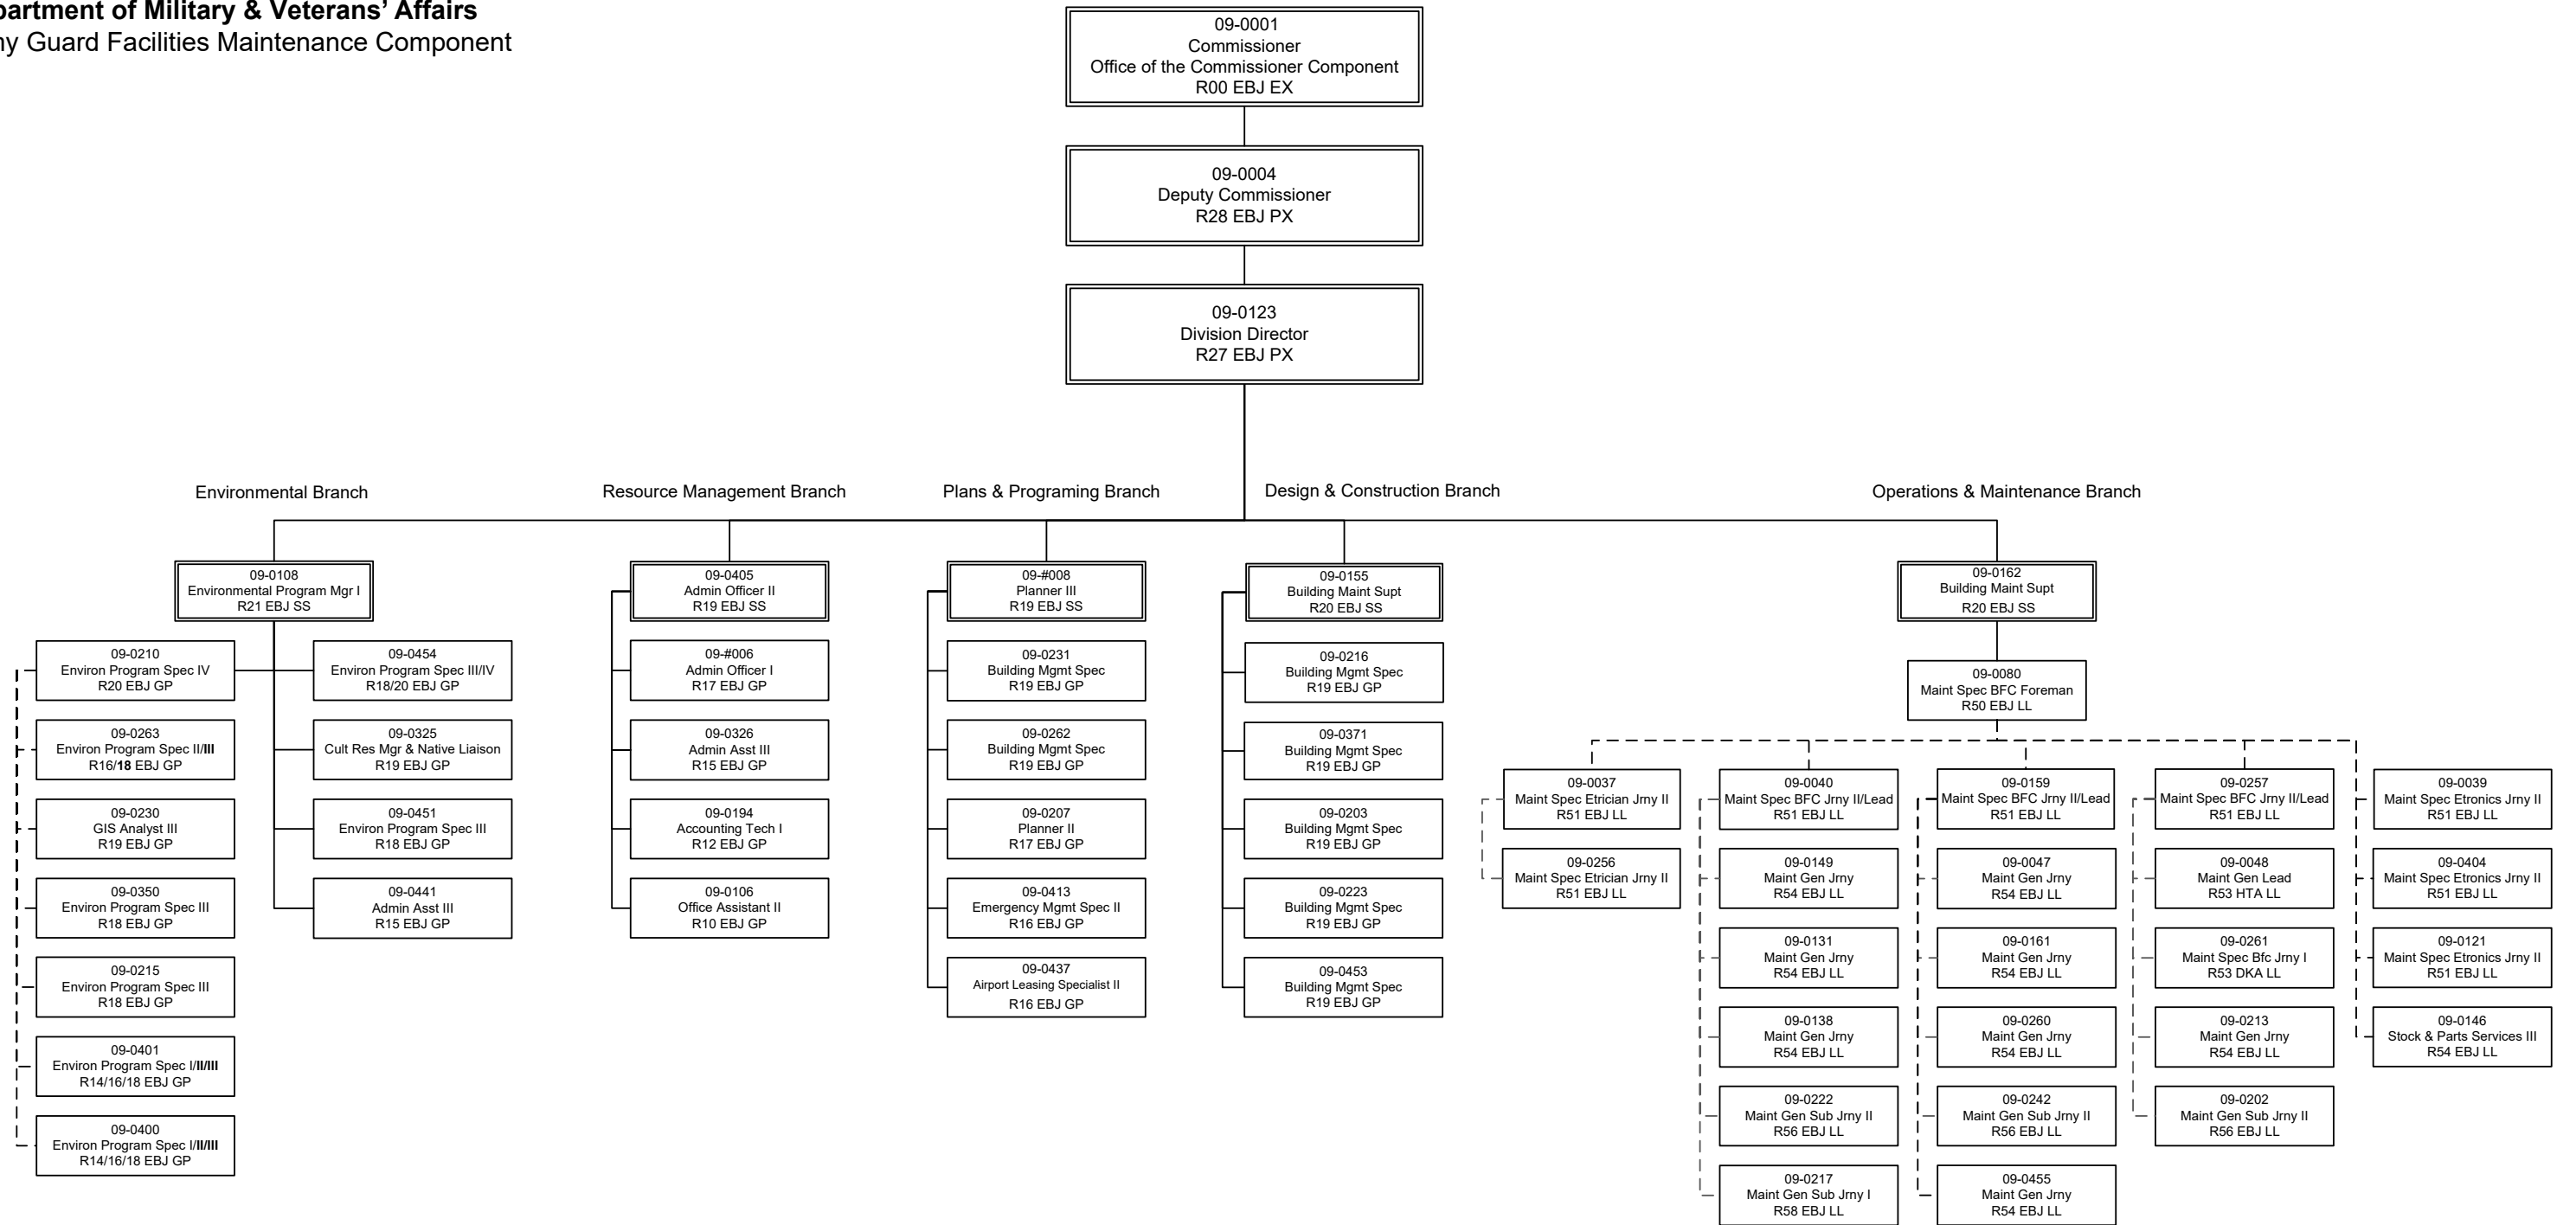 partment of Military & Veterans’ Affairs
ny Guard Facilities Maintenance Component
09-0001
Commissioner
Office of the Commissioner Component
R00 EBJ EX
09-0004
Deputy Commissioner
R28 EBJ PX
09-0123
Division Director
R27 EBJ PX
Environmental Branch
09-0108
Environmental Program Mgr I
R21 EBJ SS
09-0210
Environ Program Spec IV
R20 EBJ GP
09-0263
Environ Program Spec II/III
R16/18 EBJ GP
09-0230
GIS Analyst III
R19 EBJ GP
09-0350
Environ Program Spec III
R18 EBJ GP
09-0215
Environ Program Spec III
R18 EBJ GP
09-0401
Environ Program Spec I/II/III
R14/16/18 EBJ GP
09-0400
Environ Program Spec I/II/III
R14/16/18 EBJ GP
09-0454
Environ Program Spec III/IV
R18/20 EBJ GP
09-0325
Cult Res Mgr & Native Liaison
R19 EBJ GP
09-0451
Environ Program Spec III
R18 EBJ GP
09-0441
Admin Asst III
R15 EBJ GP
Resource Management Branch
09-0405
Admin Officer II
R19 EBJ SS
09-#006
Admin Officer I
R17 EBJ GP
09-0326
Admin Asst III
R15 EBJ GP
09-0194
Accounting Tech I
R12 EBJ GP
09-0106
Office Assistant II
R10 EBJ GP
Plans & Programing Branch
09-#008
Planner III
R19 EBJ SS
09-0231
Building Mgmt Spec
R19 EBJ GP
09-0262
Building Mgmt Spec
R19 EBJ GP
09-0207
Planner II
R17 EBJ GP
09-0413
Emergency Mgmt Spec II
R16 EBJ GP
09-0437
Airport Leasing Specialist II
R16 EBJ GP
Design & Construction Branch
09-0155
Building Maint Supt
R20 EBJ SS
09-0216
Building Mgmt Spec
R19 EBJ GP
09-0371
Building Mgmt Spec
R19 EBJ GP
09-0203
Building Mgmt Spec
R19 EBJ GP
09-0223
Building Mgmt Spec
R19 EBJ GP
09-0453
Building Mgmt Spec
R19 EBJ GP
Operations & Maintenance Branch
09-0162
Building Maint Supt
R20 EBJ SS
09-0080
Maint Spec BFC Foreman
R50 EBJ LL
09-0037
Maint Spec Etrician Jrny II
R51 EBJ LL
09-0256
Maint Spec Etrician Jrny II
R51 EBJ LL
09-0040
Maint Spec BFC Jrny II/Lead
R51 EBJ LL
09-0149
Maint Gen Jrny
R54 EBJ LL
09-0131
Maint Gen Jrny
R54 EBJ LL
09-0138
Maint Gen Jrny
R54 EBJ LL
09-0222
Maint Gen Sub Jrny II
R56 EBJ LL
09-0217
Maint Gen Sub Jrny I
R58 EBJ LL
09-0159
Maint Spec BFC Jrny II/Lead
R51 EBJ LL
09-0047
Maint Gen Jrny
R54 EBJ LL
09-0161
Maint Gen Jrny
R54 EBJ LL
09-0260
Maint Gen Jrny
R54 EBJ LL
09-0242
Maint Gen Sub Jrny II
R56 EBJ LL
09-0455
Maint Gen Jrny
R54 EBJ LL
09-0257
Maint Spec BFC Jrny II/Lead
R51 EBJ LL
09-0048
Maint Gen Lead
R53 HTA LL
09-0261
Maint Spec Bfc Jrny I
R53 DKA LL
09-0213
Maint Gen Jrny
R54 EBJ LL
09-0202
Maint Gen Sub Jrny II
R56 EBJ LL
09-0039
Maint Spec Etronics Jrny II
R51 EBJ LL
09-0404
Maint Spec Etronics Jrny II
R51 EBJ LL
09-0121
Maint Spec Etronics Jrny II
R51 EBJ LL
09-0146
Stock & Parts Services III
R54 EBJ LL